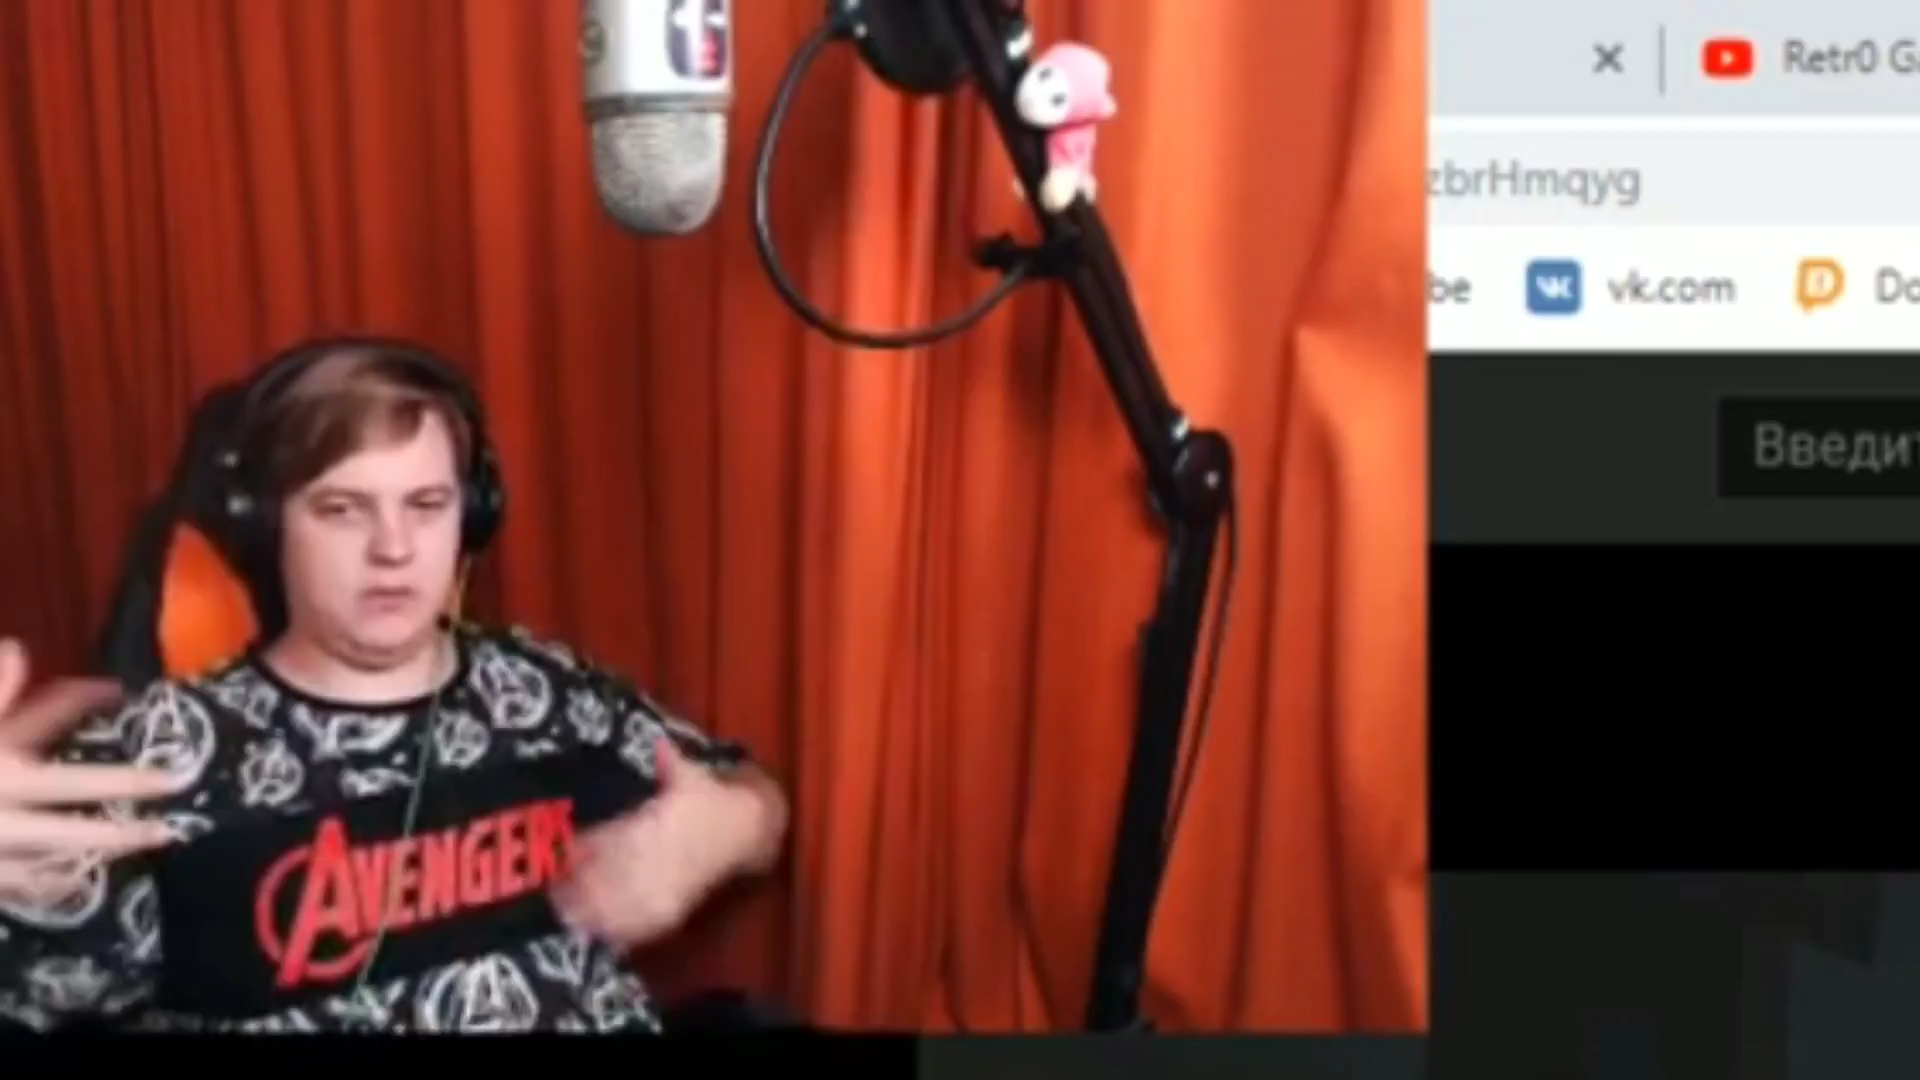 Retr0 G
zbrHmqyg
be vk.com Do
Введит
AVENGERS